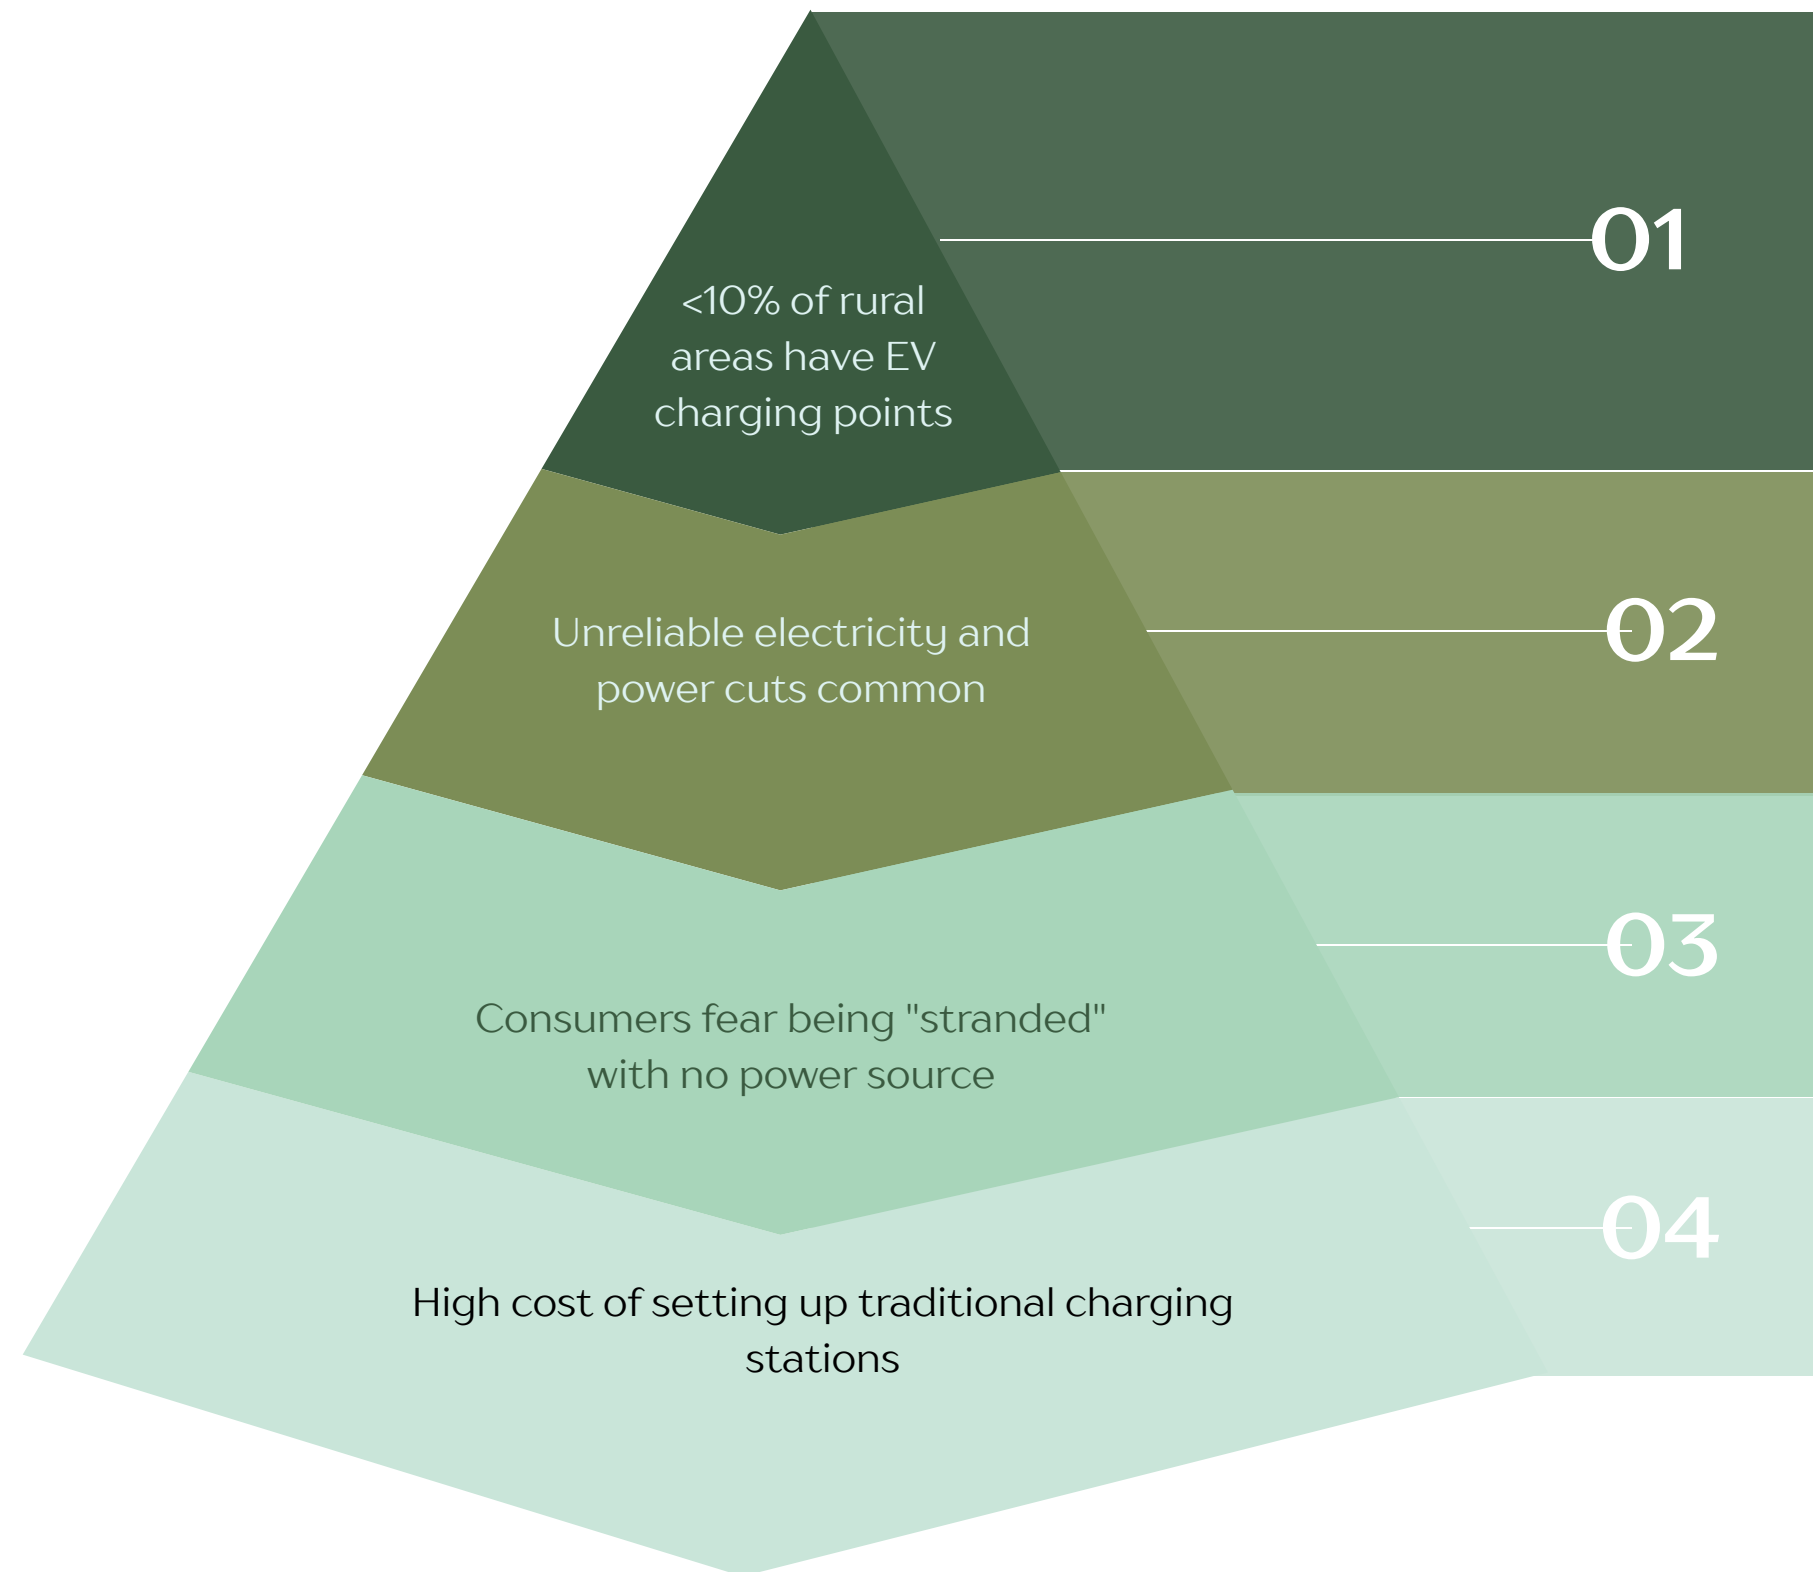 <10% of rural
areas have EV
charging points
01
Unreliable electricity and
power cuts common
02
Consumers fear being "stranded"
with no power source
03
High cost of setting up traditional charging
stations
04